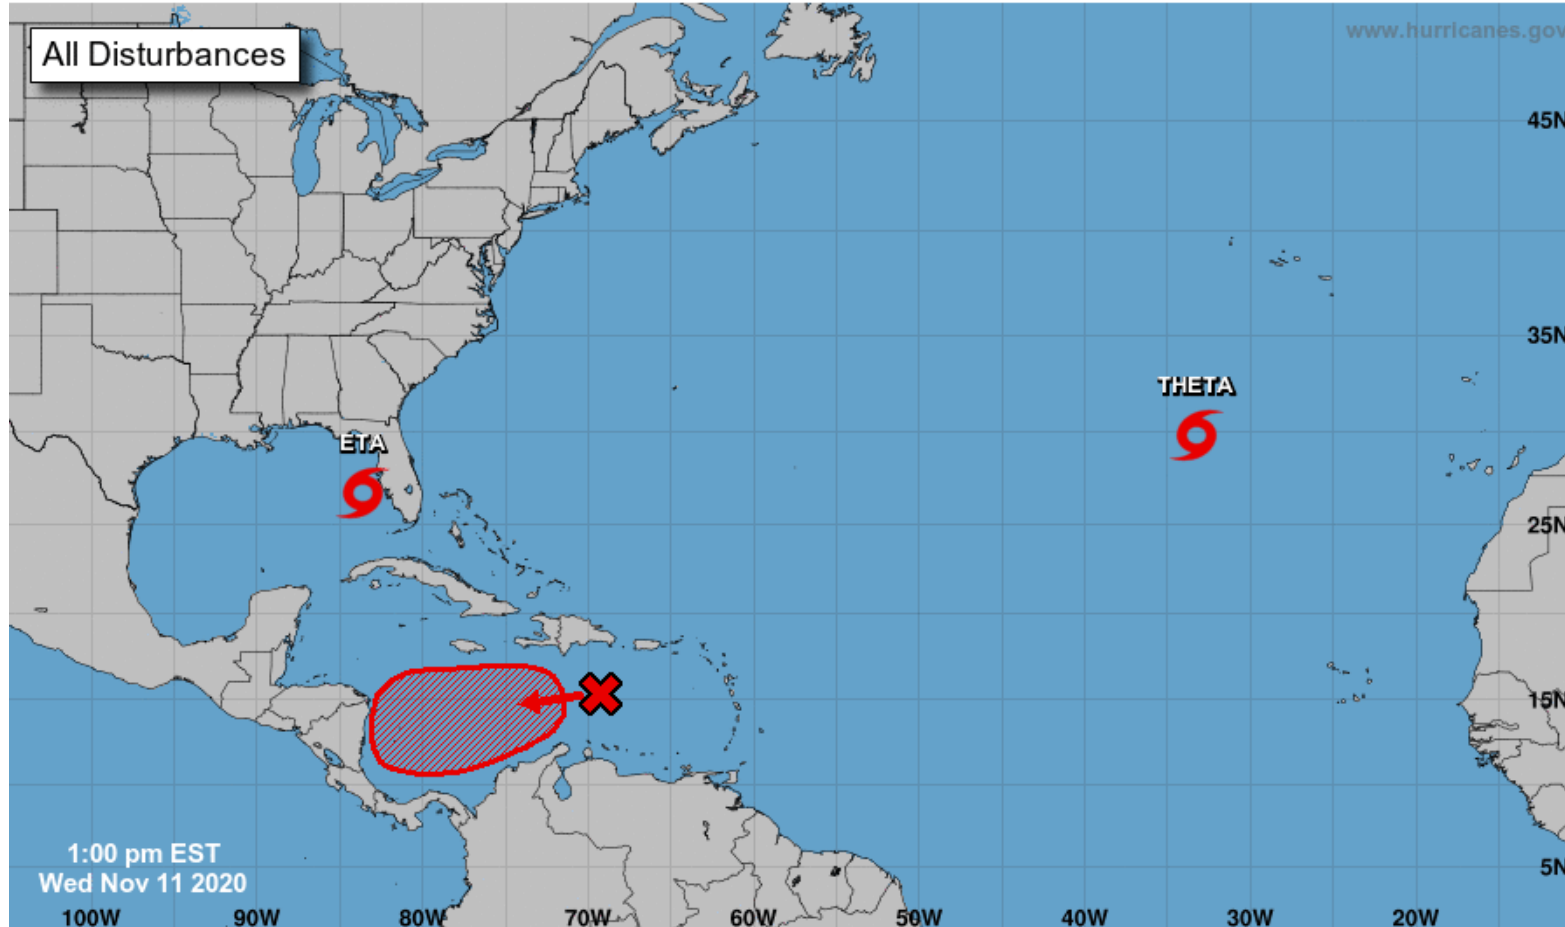 All Disturbances
www.hurricanes.gov
45N
35N
THETA
ETA
25N
15N
1:00 pm EST
Wed Nov 11 2020
5N
100W 90W 80W 70W 60W 50W 40W 30W 20W